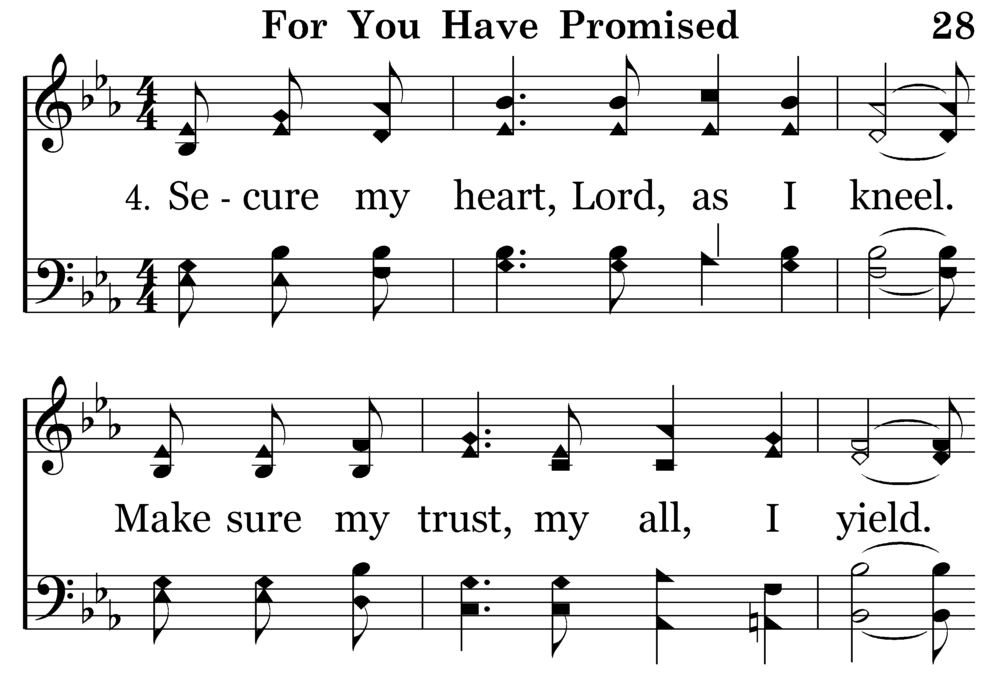 For You Have Promised 28
4. Se - cure my heart, Lord, as I kneel.
Make sure my trust, my all, I yield.